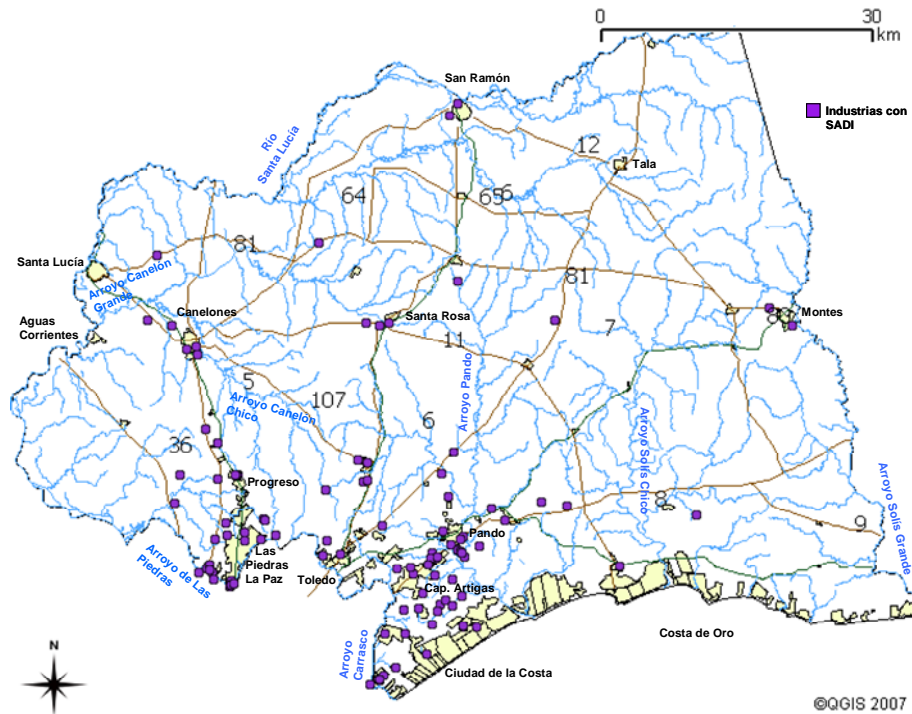 0 30
km
San Ramón
Industrias con
SADI
Río
Santa Lucía
12
Tala
64
65
6
81
Santa Lucía
Arroyo Canelón
Grande
81
Canelones
Santa Rosa
Montes
Aguas
Corrientes
11
7
8
5
Arroyo Pando
107
Arroyo Canelón
Chico
6
Arroyo Solís Chico
36
Progreso
8
Arroyo Solís Grande
9
Pando
Las
Piedras
La Paz
Arroyo de Las
Piedras
Toledo
Cap. Artigas
Costa de Oro
Arroyo
Carrasco
N
Ciudad de la Costa
©QGIS 2007